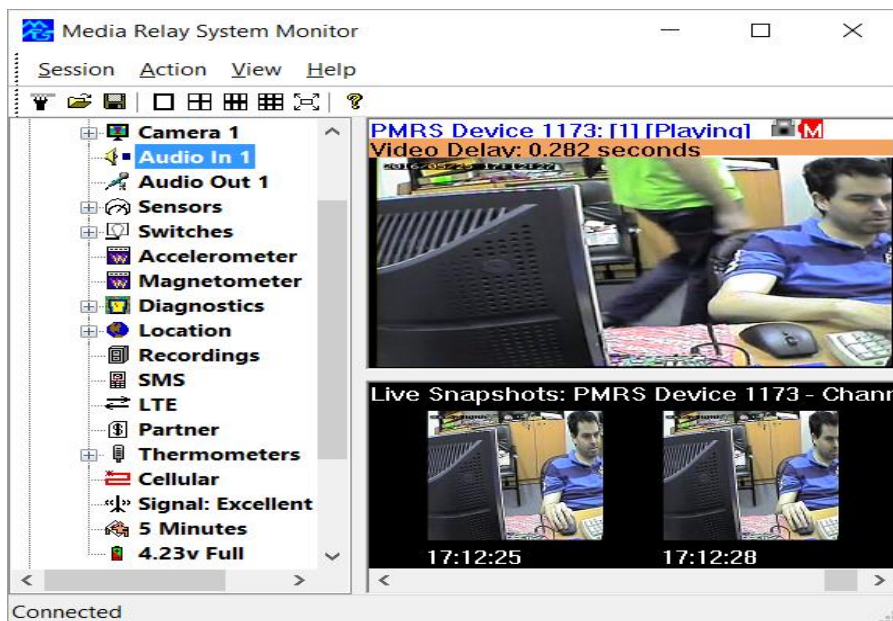 Media Relay System Monitor
Session Action View Help
Camera 1
Audio In 1
Audio Out 1
Sensors
Switches
Accelerometer
Magnetometer
Diagnostics
Location
Recordings
SMS
LTE
Partner
Thermometers
Cellular
Signal: Excellent
5 Minutes
4.23v Full
PMRS Device 1173: [1] [Playing] M
Video Delay: 0.282 seconds
Live Snapshots: PMRS Device 1173 - Chann
17:12:25 17:12:28
Connected